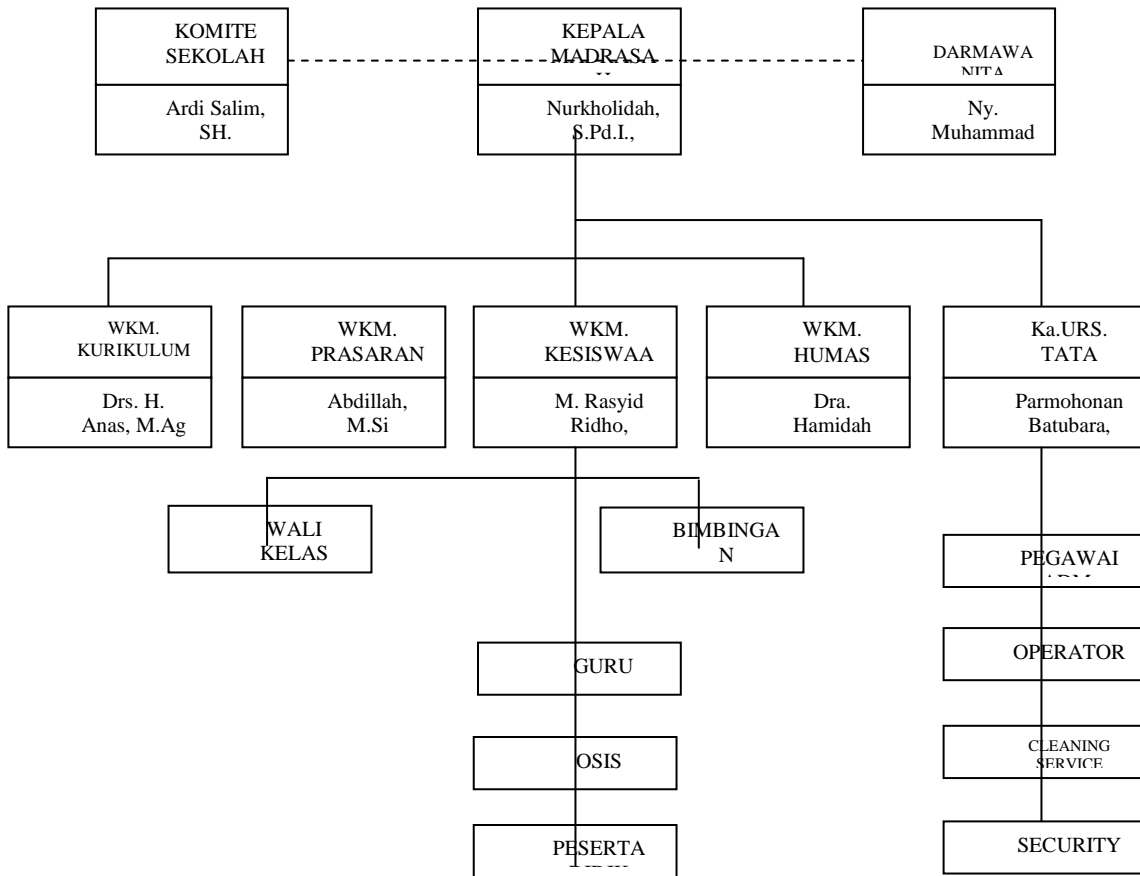 KOMITE
SEKOLAH
Ardi Salim,
SH.
KEPALA
MADRASA
Nurkholidah,
S.Pd.I.,
DARMAWA
NITA
Ny.
Muhammad
WKM.
KURIKULUM
Drs. H.
Anas, M.Ag
WKM.
PRASARAN
Abdillah,
M.Si
WKM.
KESISWAA
M. Rasyid
Ridho,
WKM.
HUMAS
Dra.
Hamidah
Ka.URS.
TATA
Parmohonan
Batubara,
WALI
KELAS
BIMBINGA
N
GURU
OSIS
PESERTA
PEGAWAI
OPERATOR
CLEANING
SERVICE
SECURITY